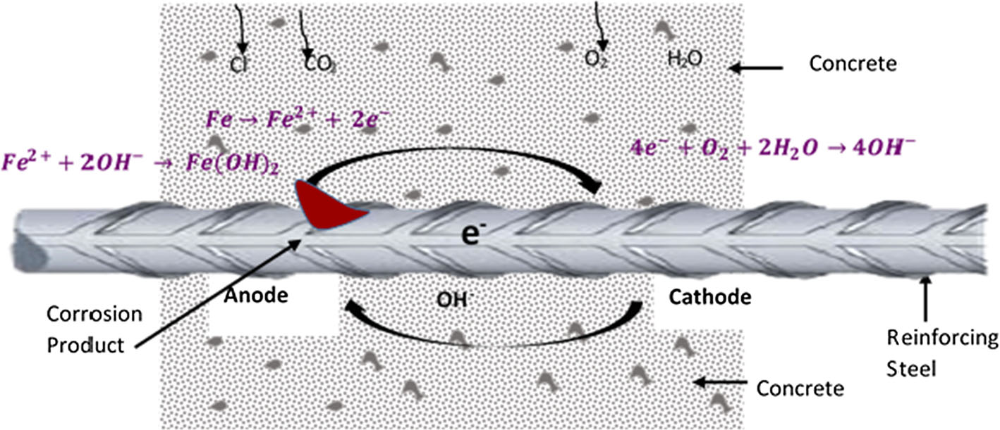 Cl
CO₂
O₂
H₂O
Concrete
Fe → Fe²⁺ + 2e⁻
4e⁻ + O₂ + 2H₂O → 4OH⁻
Fe²⁺ + 2OH⁻ → Fe(OH)₂
e⁻
Anode
OH⁻
Cathode
Corrosion
Product
Reinforcing
Steel
Concrete